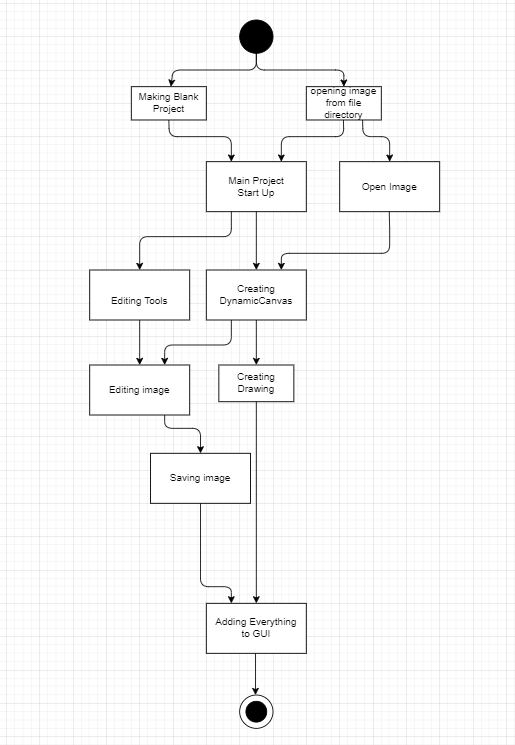 Making Blank
Project
opening image
from file
directory
Main Project
Start Up
Open Image
Editing Tools
Creating
DynamicCanvas
Editing image
Creating
Drawing
Saving image
Adding Everything
to GUI